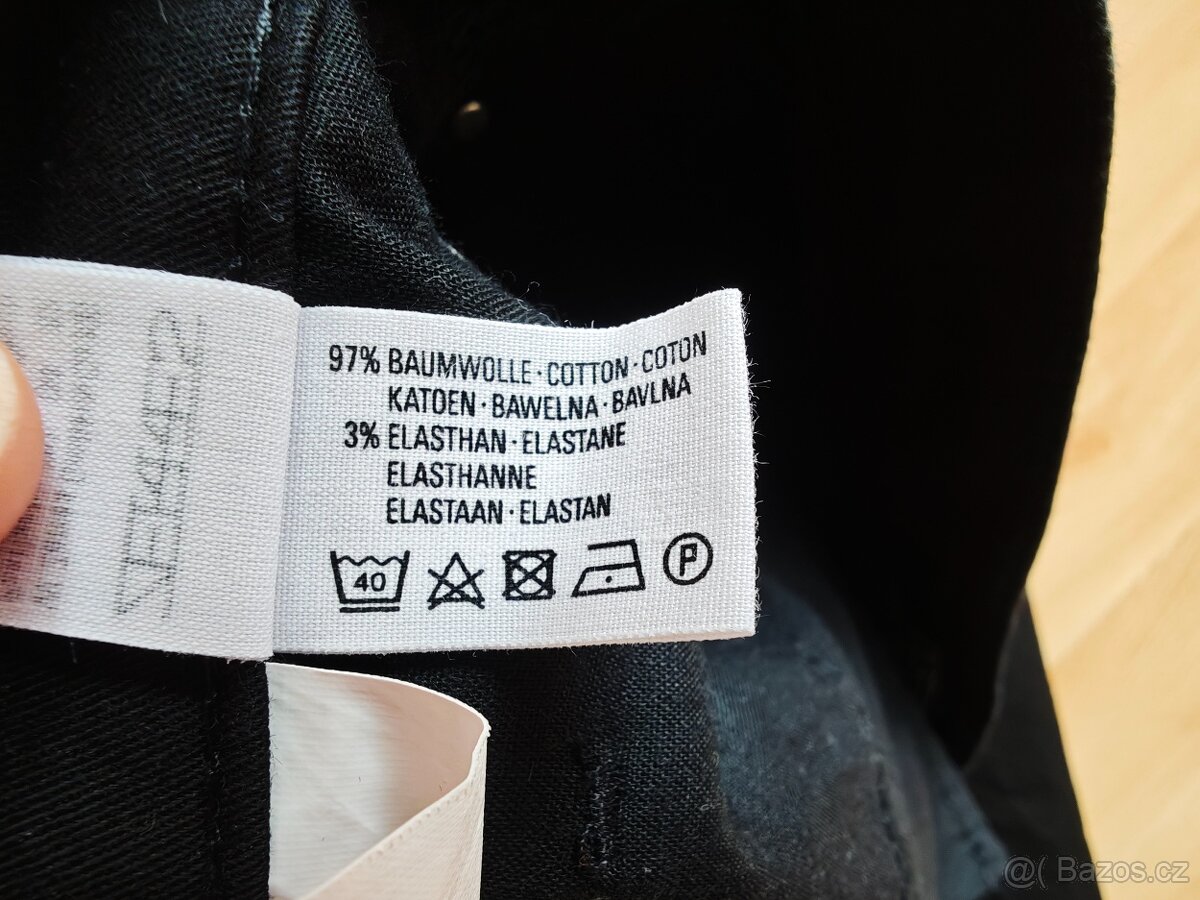 97% BAUMWOLLE·COTTON·COTON
KATOEN·BAWELNA·BAVLNA
3% ELASTHAN·ELASTANE
ELASTHANNE
ELASTAAN·ELASTAN
40
P
@( Bazos.cz